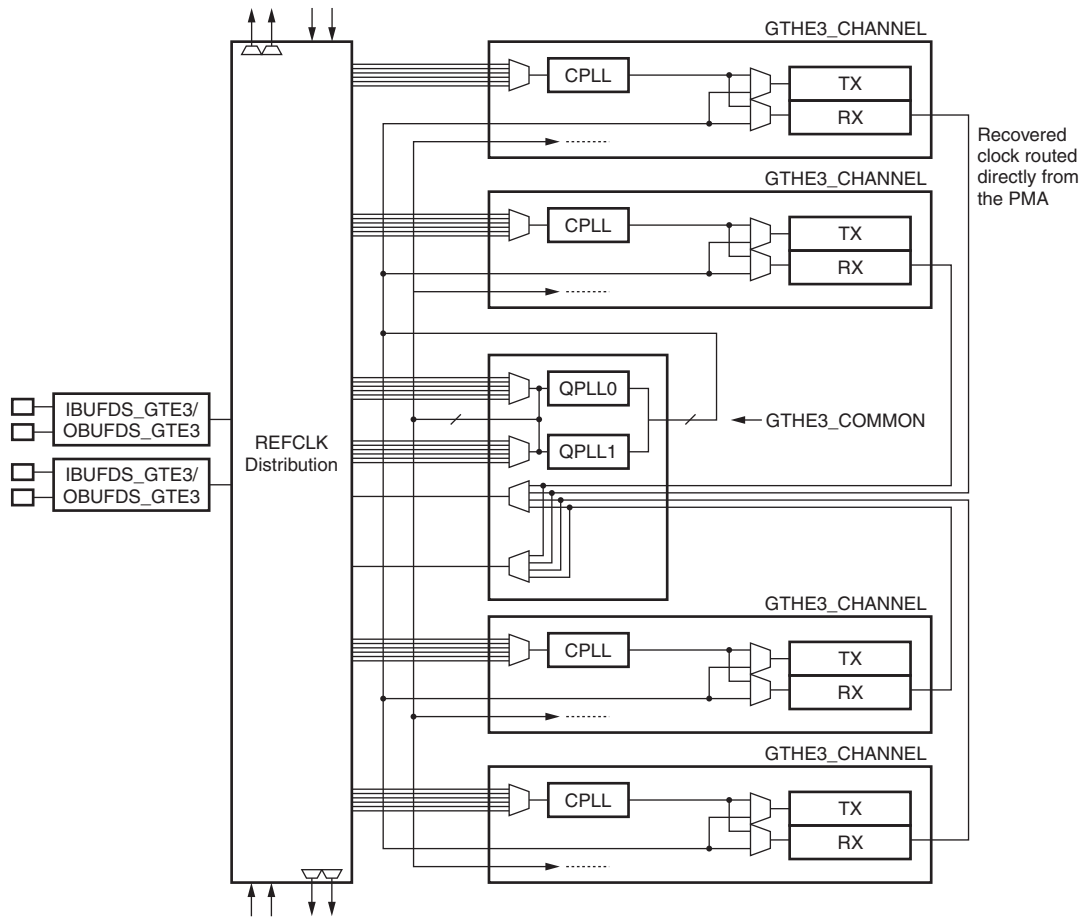 GTHE3_CHANNEL
CPLL
TX
RX
Recovered
clock routed
directly from
the PMA
GTHE3_CHANNEL
CPLL
TX
RX
IBUFDS_GTE3/
OBUFDS_GTE3
IBUFDS_GTE3/
OBUFDS_GTE3
REFCLK
Distribution
QPLL0
QPLL1
GTHE3_COMMON
GTHE3_CHANNEL
CPLL
TX
RX
GTHE3_CHANNEL
CPLL
TX
RX